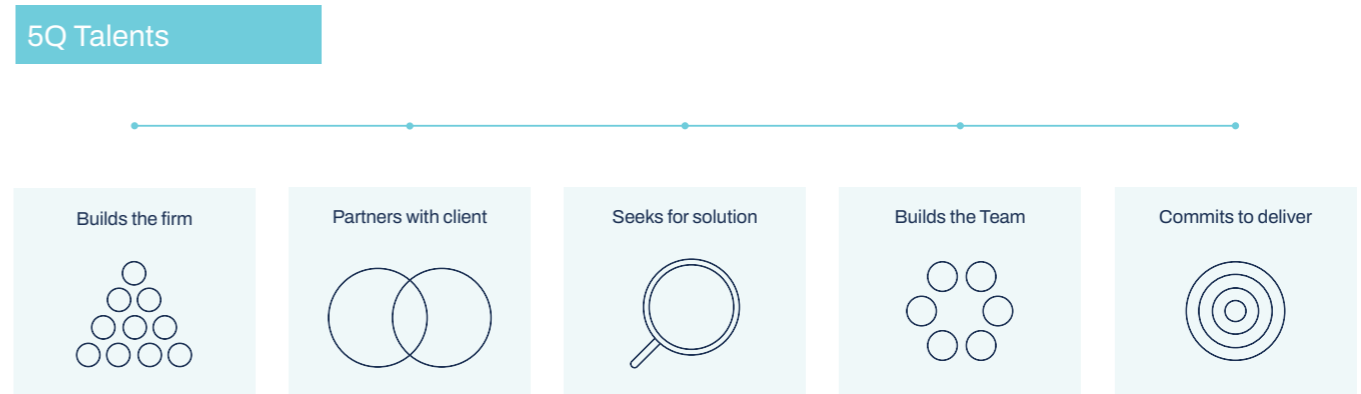 5Q Talents
Builds the firm
Partners with client
Seeks for solution
Builds the Team
Commits to deliver